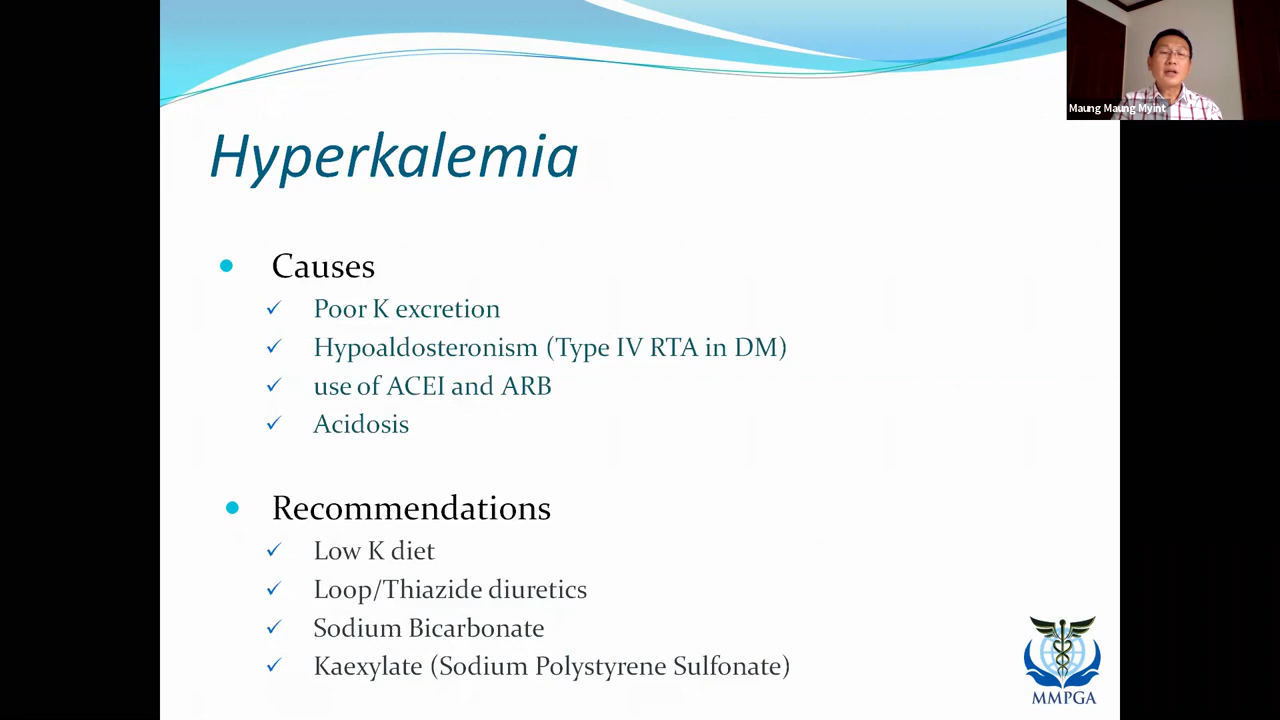 Maung Maung Myint
Hyperkalemia
Causes
Poor K excretion
Hypoaldosteronism (Type IV RTA in DM)
use of ACEI and ARB
Acidosis
Recommendations
Low K diet
Loop/Thiazide diuretics
Sodium Bicarbonate
Kaexylate (Sodium Polystyrene Sulfonate)
MMPGA